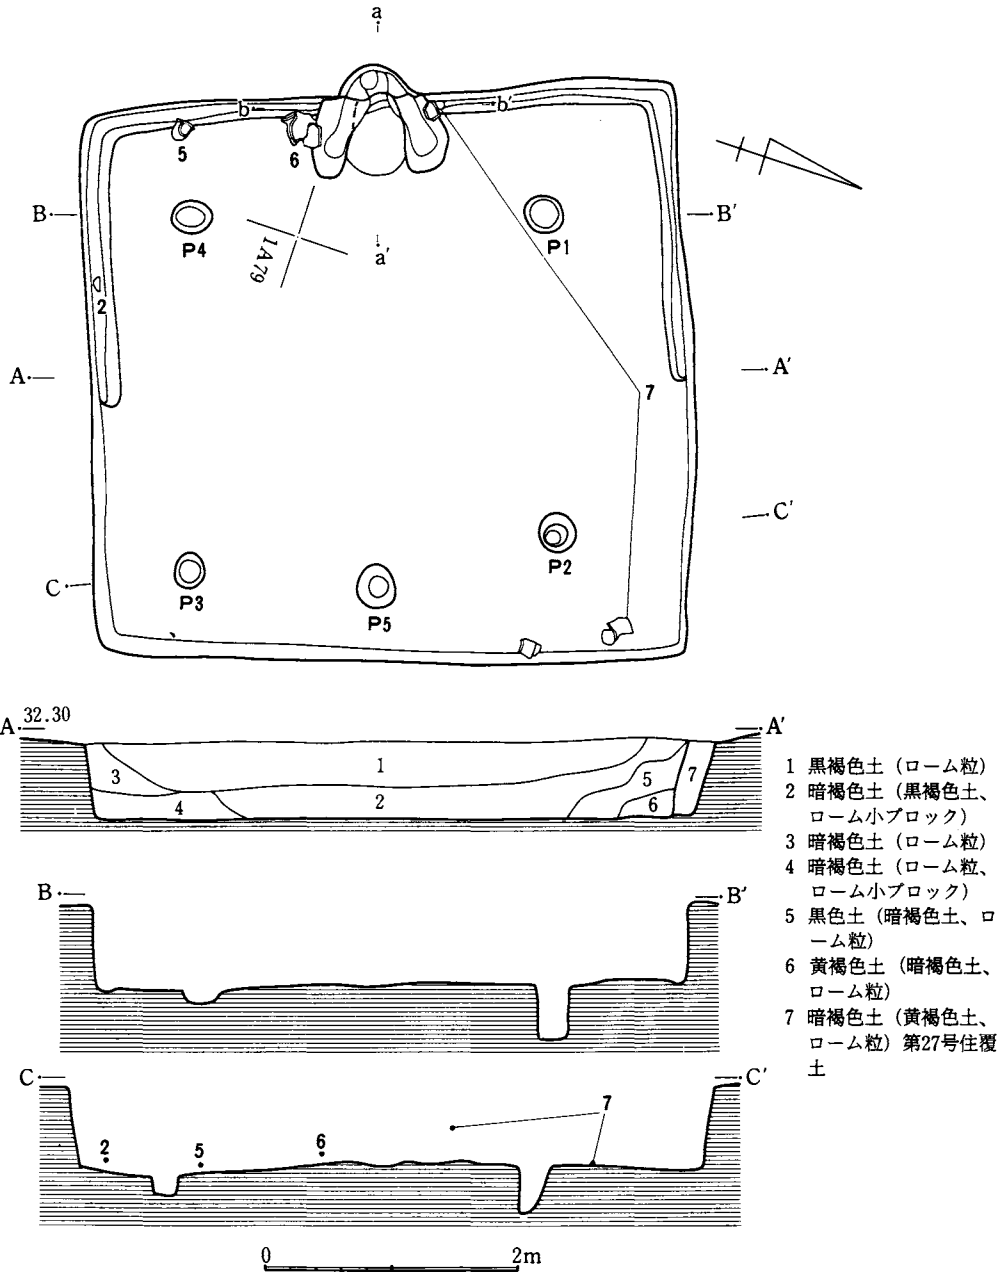 a
b
b′
5
6
B
B′
P4
P1
1A79
a′
2
A
A′
7
C′
P2
C
P3
P5
A 32.30
A′
1
2
3
4
5
6
7
1 黒褐色土（ローム粒）
2 暗褐色土（黒褐色土、
ローム小ブロック）
3 暗褐色土（ローム粒）
4 暗褐色土（ローム粒、
ローム小ブロック）
5 黒色土（暗褐色土、ロ
ーム粒）
6 黄褐色土（暗褐色土、
ローム粒）
7 暗褐色土（黄褐色土、
ローム粒）第27号住覆
土
B
B′
C
C′
2
5
6
7
0
2m